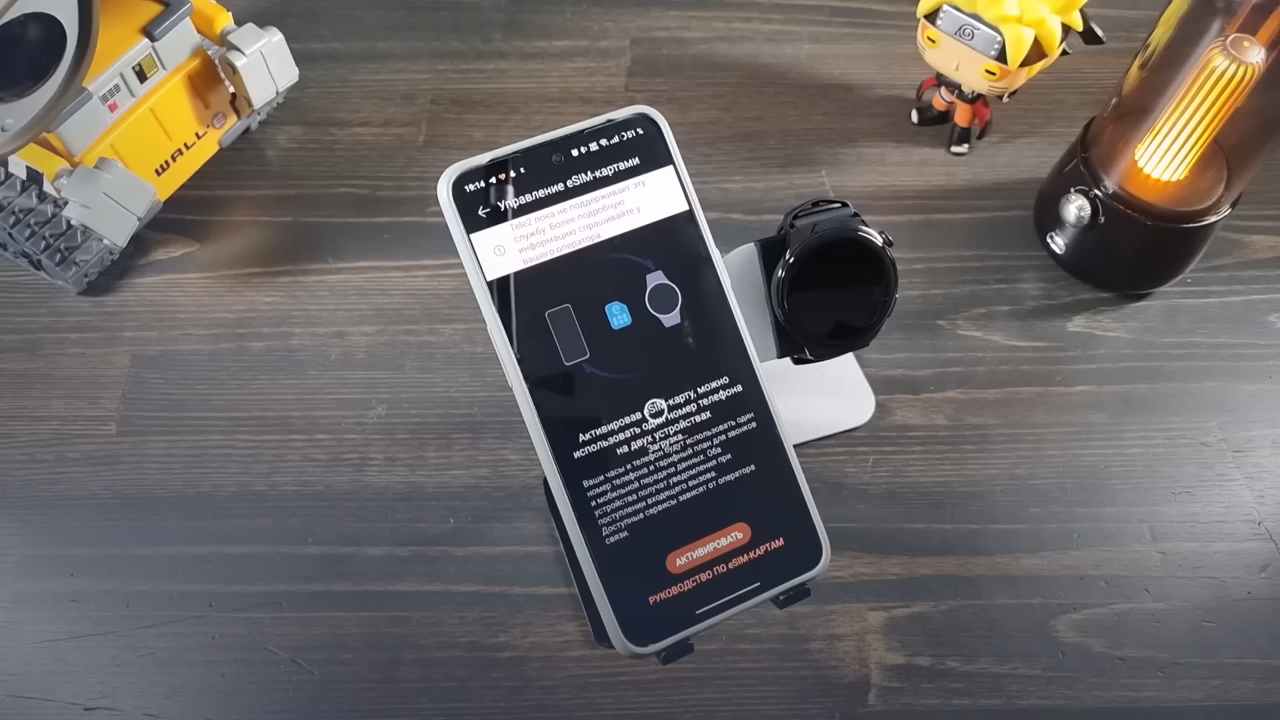 WALL·E
19:14
51 %
Управление eSIM-картами
Tele2 пока не поддерживает эту
службу. Более подробную
информацию спрашивайте у
вашего оператора
Активировав eSIM-карту, можно
использовать один номер телефона
на двух устройствах
Загрузка...
Ваши часы и телефон будут использовать один
номер телефона и тарифный план для звонков
и мобильной передачи данных. Оба
устройства получат уведомления при
поступлении входящего вызова.
Доступные сервисы зависят от оператора
связи.
АКТИВИРОВАТЬ
РУКОВОДСТВО ПО eSIM-КАРТАМ